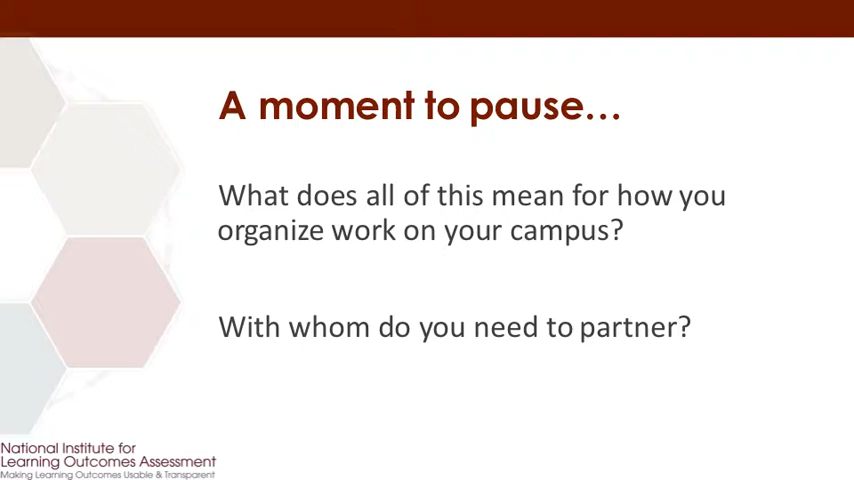 A moment to pause…
What does all of this mean for how you
organize work on your campus?
With whom do you need to partner?
National Institute for
Learning Outcomes Assessment
Making Learning Outcomes Usable & Transparent